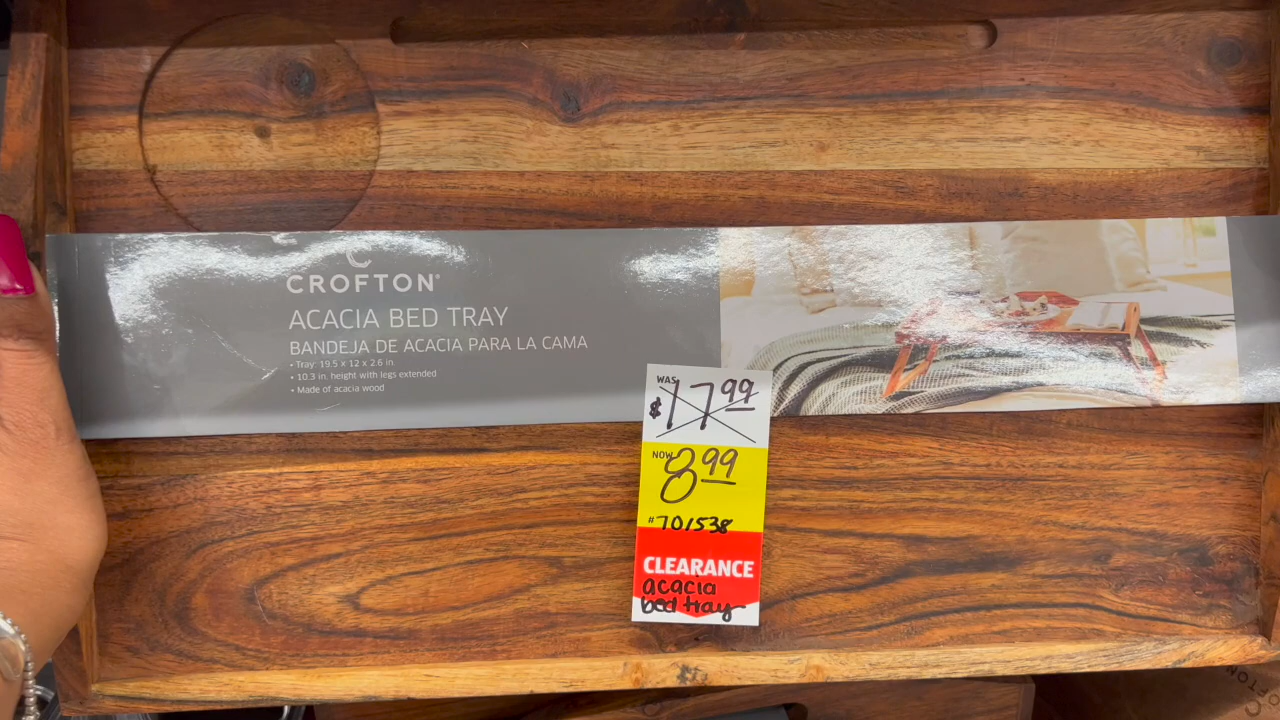 CROFTON®
ACACIA BED TRAY
BANDEJA DE ACACIA PARA LA CAMA
• Tray: 19.5 x 12 x 2.6 in.
• 10.3 in. height with legs extended
• Made of acacia wood
WAS
$17.99
NOW
8.99
#701538
CLEARANCE
acacia
bed tray
CROFTON